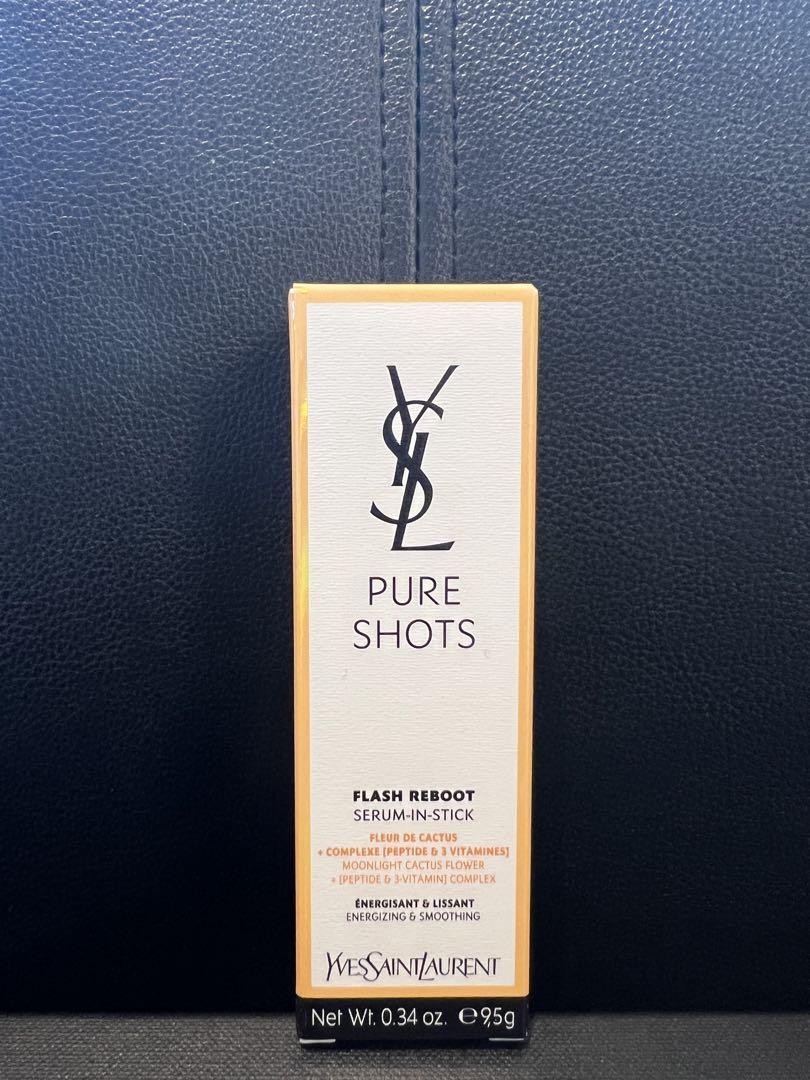 YSL
PURE
SHOTS
FLASH REBOOT
SERUM-IN-STICK
FLEUR DE CACTUS
+ COMPLEXE [PEPTIDE & 3 VITAMINES]
MOONLIGHT CACTUS FLOWER
+ [PEPTIDE & 3-VITAMIN] COMPLEX
ÉNERGISANT & LISSANT
ENERGIZING & SMOOTHING
YVESSAINTLAURENT
Net Wt. 0.34 oz. ℮ 9,5g